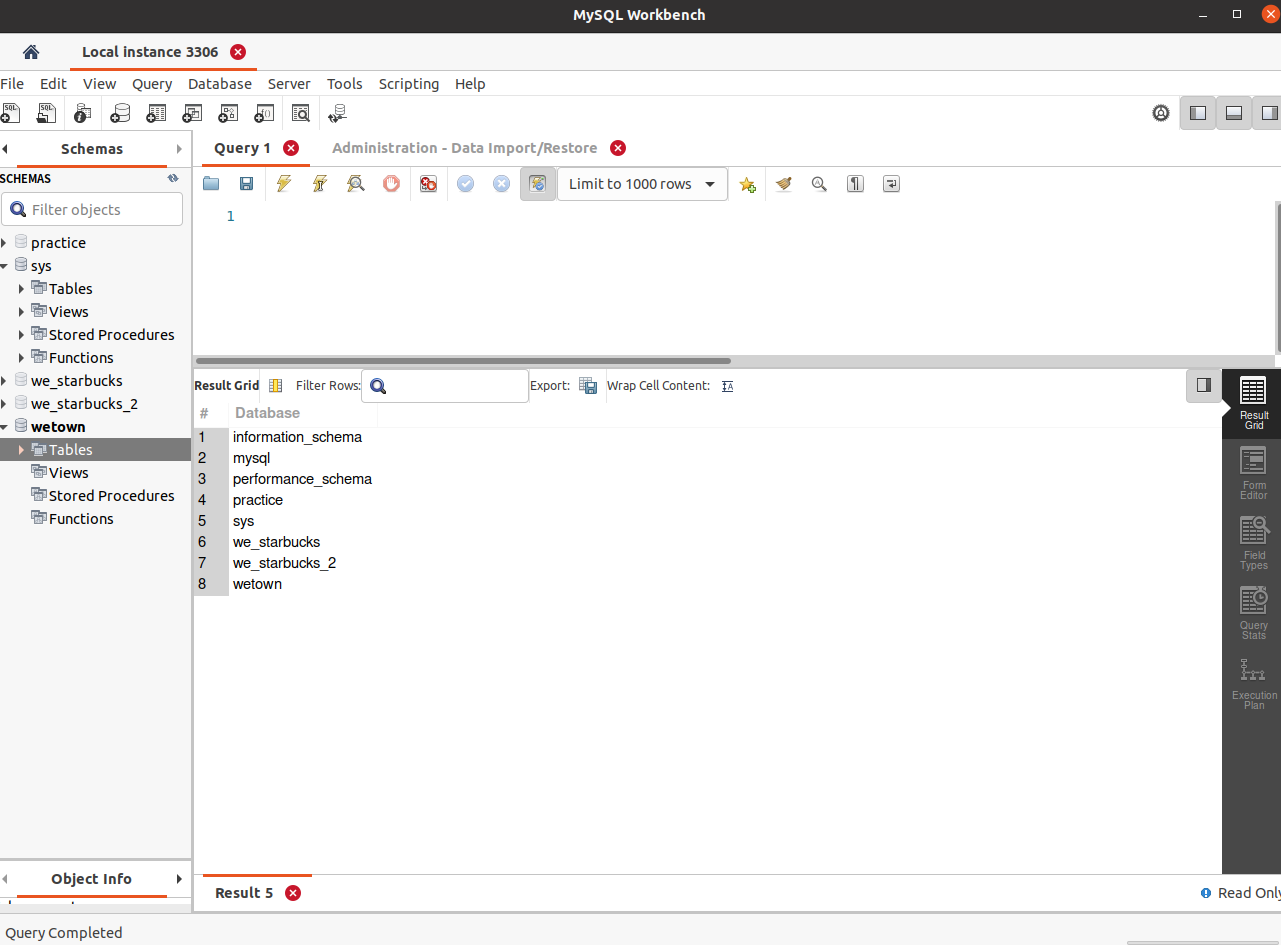 MySQL Workbench
Local instance 3306
File Edit View Query Database Server Tools Scripting Help
Schemas
Query 1 Administration - Data Import/Restore
SCHEMAS
Limit to 1000 rows
Filter objects
1
practice
sys
Tables
Views
Stored Procedures
Functions
we_starbucks
we_starbucks_2
wetown
Tables
Views
Stored Procedures
Functions
Result Grid Filter Rows: Export: Wrap Cell Content:
# Database
1 information_schema
2 mysql
3 performance_schema
4 practice
5 sys
6 we_starbucks
7 we_starbucks_2
8 wetown
Result
Grid
Form
Editor
Field
Types
Query
Stats
Execution
Plan
Object Info
Result 5
Read Only
Query Completed